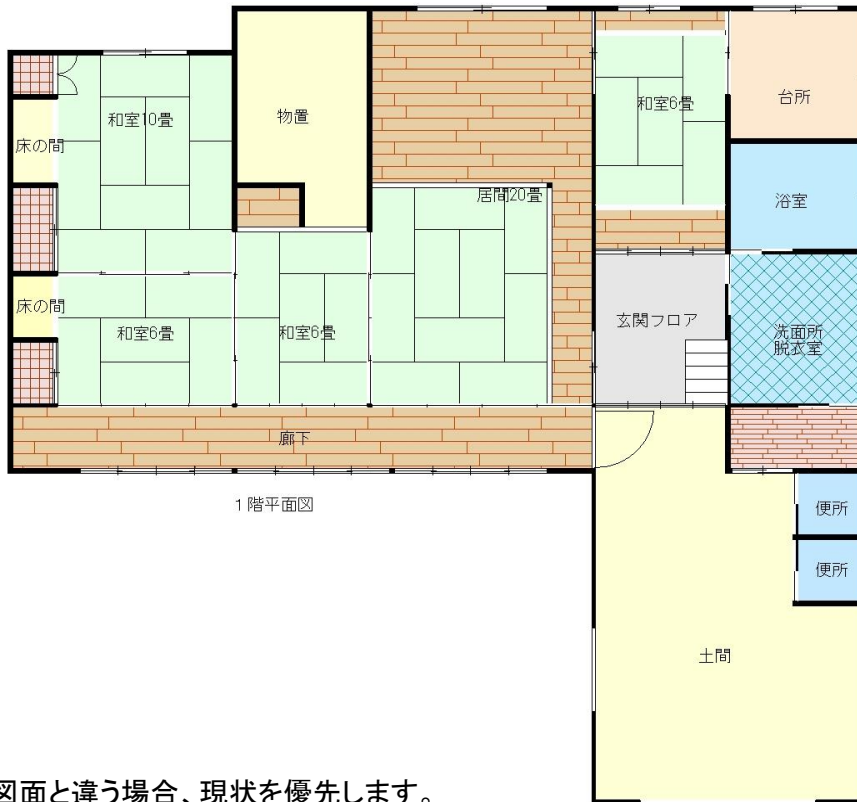 和室10畳
物置
和室6畳
台所
床の間
居間20畳
浴室
床の間
和室6畳
和室6畳
玄関フロア
洗面所
脱衣室
廊下
1階平面図
便所
便所
土間
図面と違う場合、現状を優先します。